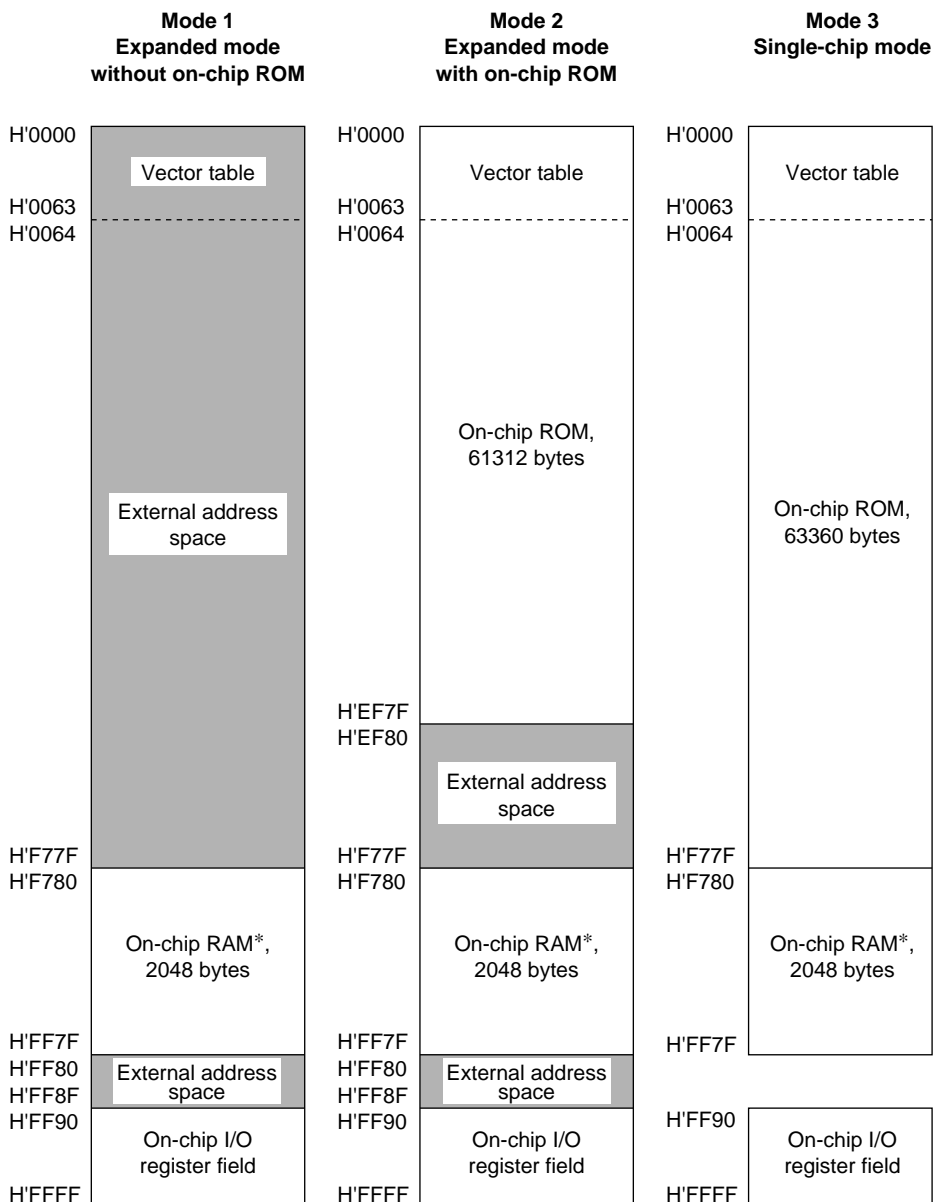 Mode 1
Expanded mode
without on-chip ROM
H'0000
Vector table
H'0063
H'0064
External address
space
H'F77F
H'F780
On-chip RAM*,
2048 bytes
H'FF7F
H'FF80
External address
space
H'FF8F
H'FF90
On-chip I/O
register field
H'FFFF
Mode 2
Expanded mode
with on-chip ROM
H'0000
Vector table
H'0063
H'0064
On-chip ROM,
61312 bytes
H'EF7F
H'EF80
External address
space
H'F77F
H'F780
On-chip RAM*,
2048 bytes
H'FF7F
H'FF80
External address
space
H'FF8F
H'FF90
On-chip I/O
register field
H'FFFF
Mode 3
Single-chip mode
H'0000
Vector table
H'0063
H'0064
On-chip ROM,
63360 bytes
H'F77F
H'F780
On-chip RAM*,
2048 bytes
H'FF7F
H'FF90
On-chip I/O
register field
H'FFFF